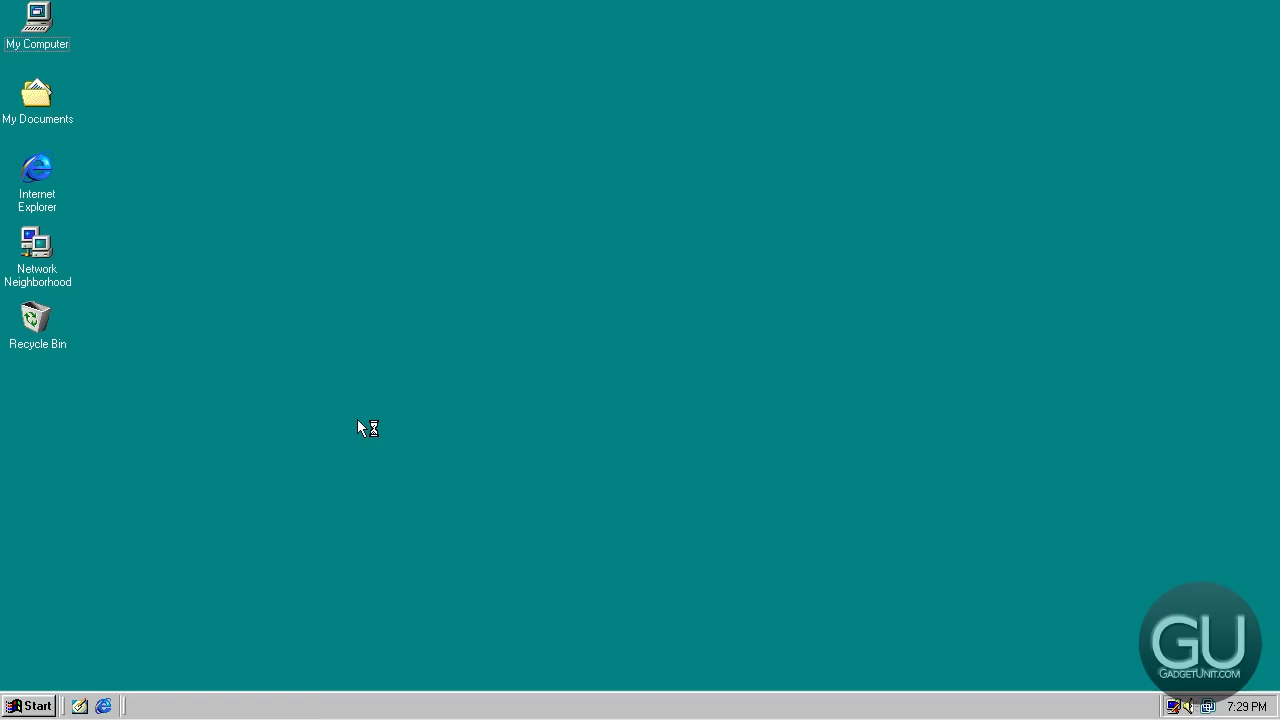 My Computer
My Documents
Internet
Explorer
Network
Neighborhood
Recycle Bin
GU
GADGETUNIT.COM
Start
7:29 PM